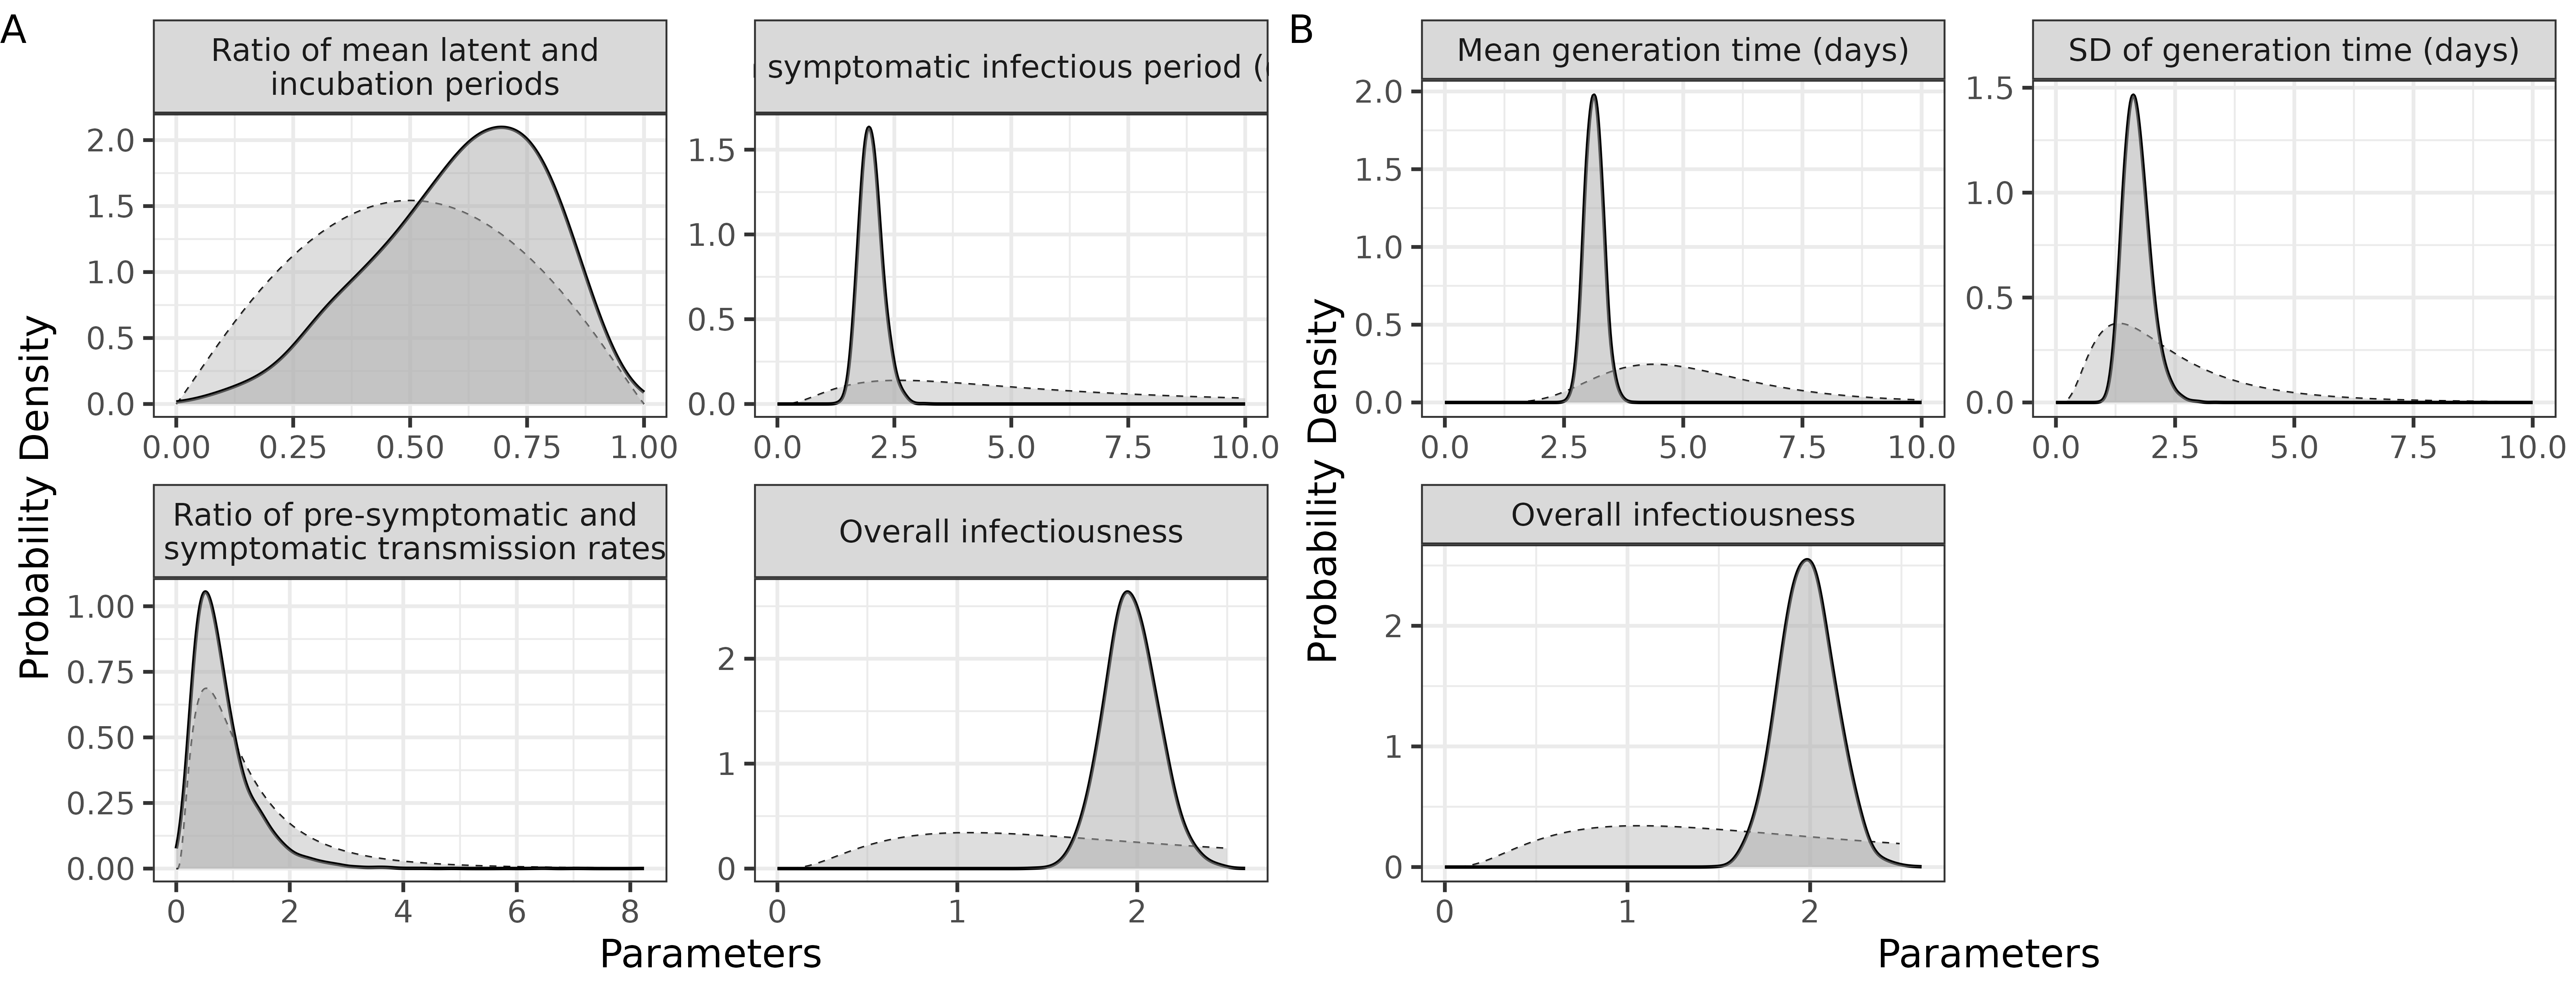 A
Ratio of mean latent and
incubation periods
symptomatic infectious period (
B
Mean generation time (days)
SD of generation time (days)
2.0
1.5
1.0
0.5
0.0
0.00 0.25 0.50 0.75 1.00
1.5
1.0
0.5
0.0
0.0 2.5 5.0 7.5 10.0
2.0
1.5
1.0
0.5
0.0
0.0 2.5 5.0 7.5 10.0
1.5
1.0
0.5
0.0
0.0 2.5 5.0 7.5 10.0
Probability Density
Probability Density
Ratio of pre-symptomatic and
symptomatic transmission rates
Overall infectiousness
Overall infectiousness
1.00
0.75
0.50
0.25
0.00
0 2 4 6 8
2
1
0
0 1 2
2
1
0
0 1 2
Parameters
Parameters